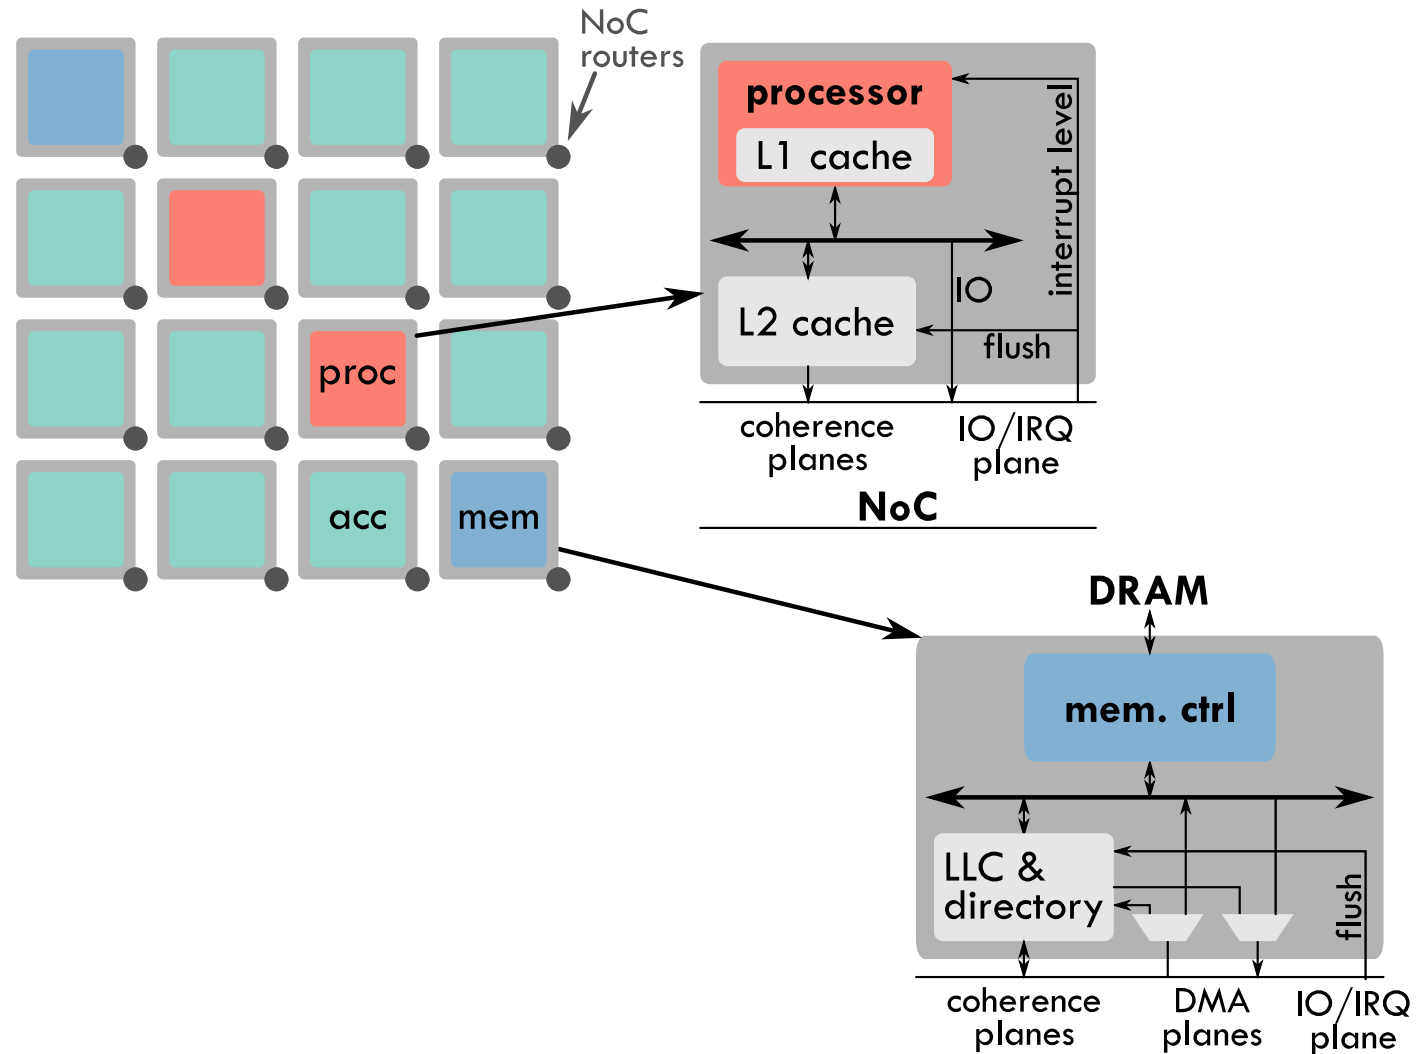 NoC
routers
proc
acc
mem
processor
L1 cache
interrupt level
IO
L2 cache
flush
coherence
planes
IO/IRQ
plane
NoC
DRAM
mem. ctrl
LLC &
directory
flush
coherence
planes
DMA
planes
IO/IRQ
plane